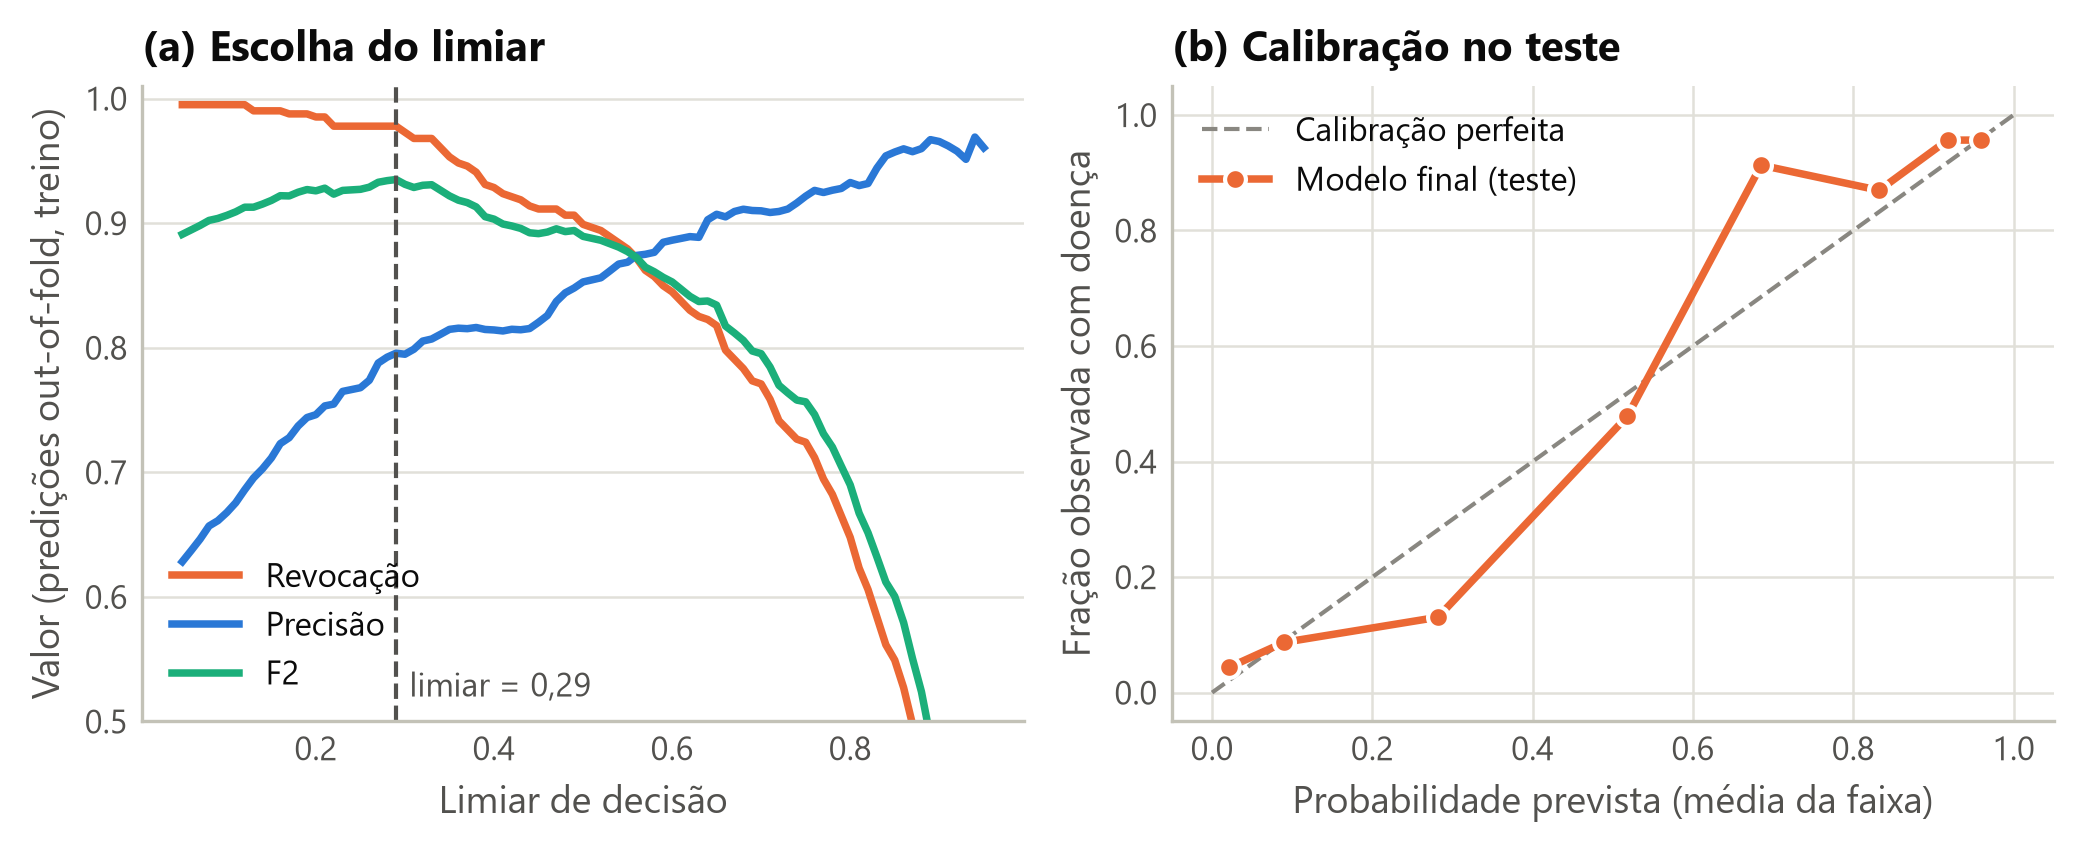 (a) Escolha do limiar
Valor (predições out-of-fold, treino)
1.0
0.9
0.8
0.7
0.6
0.5
Revocação
Precisão
F2
limiar = 0,29
0.2
0.4
0.6
0.8
Limiar de decisão
(b) Calibração no teste
Fração observada com doença
1.0
0.8
0.6
0.4
0.2
0.0
Calibração perfeita
Modelo final (teste)
0.0
0.2
0.4
0.6
0.8
1.0
Probabilidade prevista (média da faixa)